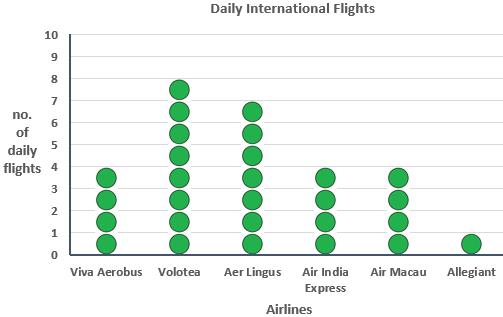 Daily International Flights
10
9
8
7
6
5
4
3
2
1
0
no.
of
daily
flights
Viva Aerobus
Volotea
Aer Lingus
Air India
Express
Air Macau
Allegiant
Airlines